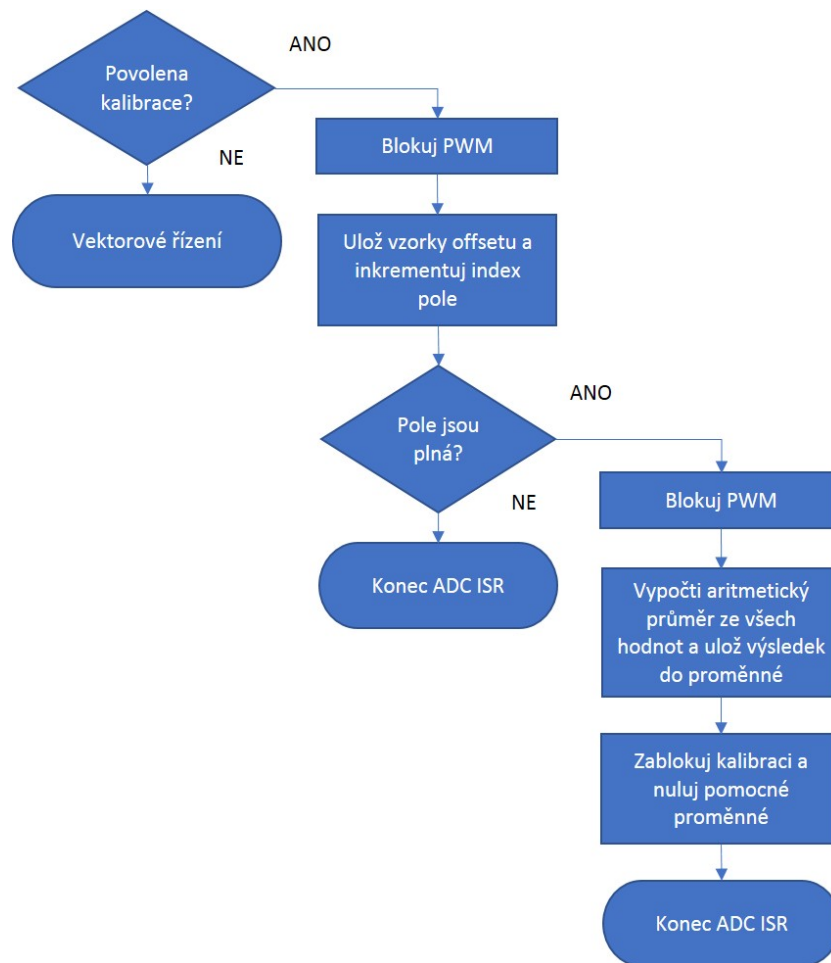 ANO
Povolena
kalibrace?
NE
Blokuj PWM
Vektorové řízení
Ulož vzorky offsetu a
inkrementuj index
pole
ANO
Pole jsou
plná?
NE
Blokuj PWM
Konec ADC ISR
Vypočti aritmetický
průměr ze všech
hodnot a ulož výsledek
do proměnné
Zablokuj kalibraci a
nuluj pomocné
proměnné
Konec ADC ISR